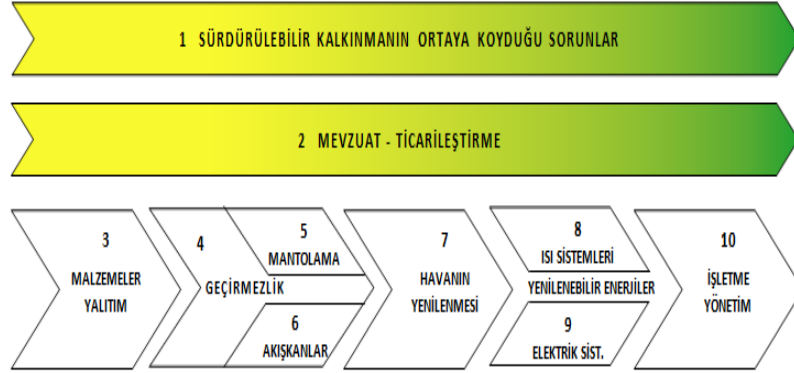 1 SÜRDÜRÜLEBİLİR KALKINMANIN ORTAYA KOYDUĞU SORUNLAR
2 MEVZUAT - TİCARİLEŞTİRME
3
MALZEMELER
YALITIM
4
GEÇİRMEZLİK
5
MANTOLAMA
6
AKIŞKANLAR
7
HAVANIN
YENİLENMESİ
8
ISI SİSTEMLERİ
YENİLENEBİLİR ENERJİLER
9
ELEKTRİK SİST.
10
İŞLETME
YÖNETİM